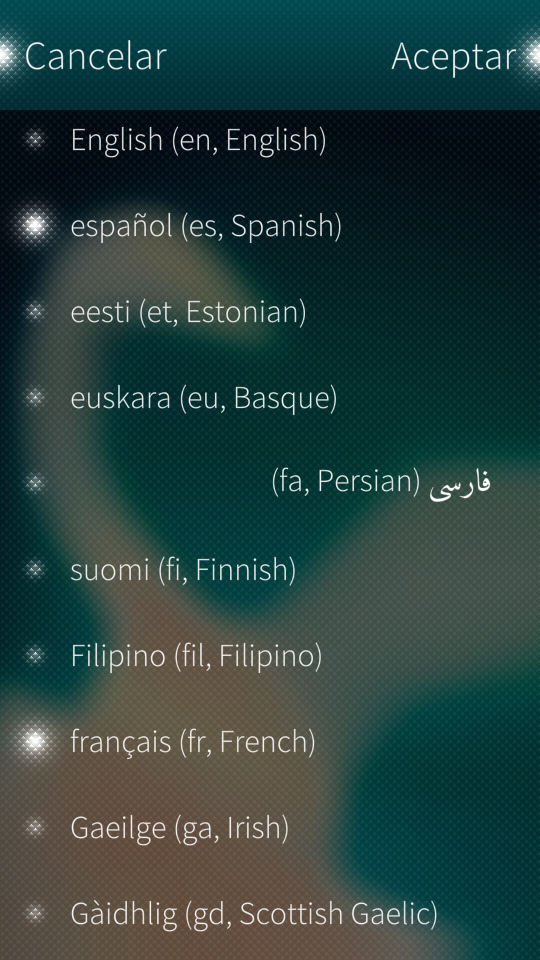 Cancelar
Aceptar
English (en, English)
español (es, Spanish)
eesti (et, Estonian)
euskara (eu, Basque)
فارسی (fa, Persian)
suomi (fi, Finnish)
Filipino (fil, Filipino)
français (fr, French)
Gaeilge (ga, Irish)
Gàidhlig (gd, Scottish Gaelic)